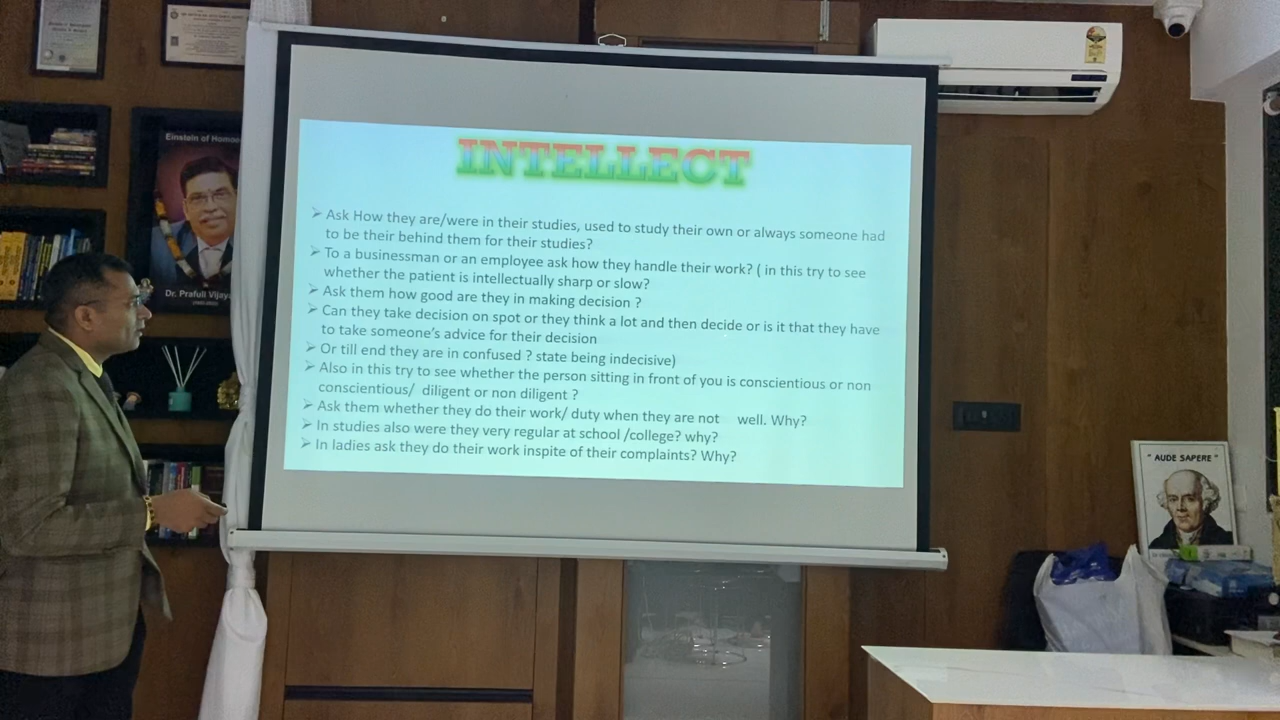 Einstein of Homoe
Dr. Prafull Vijay
INTELLECT
➢ Ask How they are/were in their studies, used to study their own or always someone had
to be their behind them for their studies?
➢ To a businessman or an employee ask how they handle their work? ( in this try to see
whether the patient is intellectually sharp or slow?
➢ Ask them how good are they in making decision ?
➢ Can they take decision on spot or they think a lot and then decide or is it that they have
to take someone's advice for their decision
➢ Or till end they are in confused ? state being indecisive)
➢ Also in this try to see whether the person sitting in front of you is conscientious or non
conscientious/ diligent or non diligent ?
➢ Ask them whether they do their work/ duty when they are not well. Why?
➢ In studies also were they very regular at school /college? why?
➢ In ladies ask they do their work inspite of their complaints? Why?
" AUDE SAPERE "